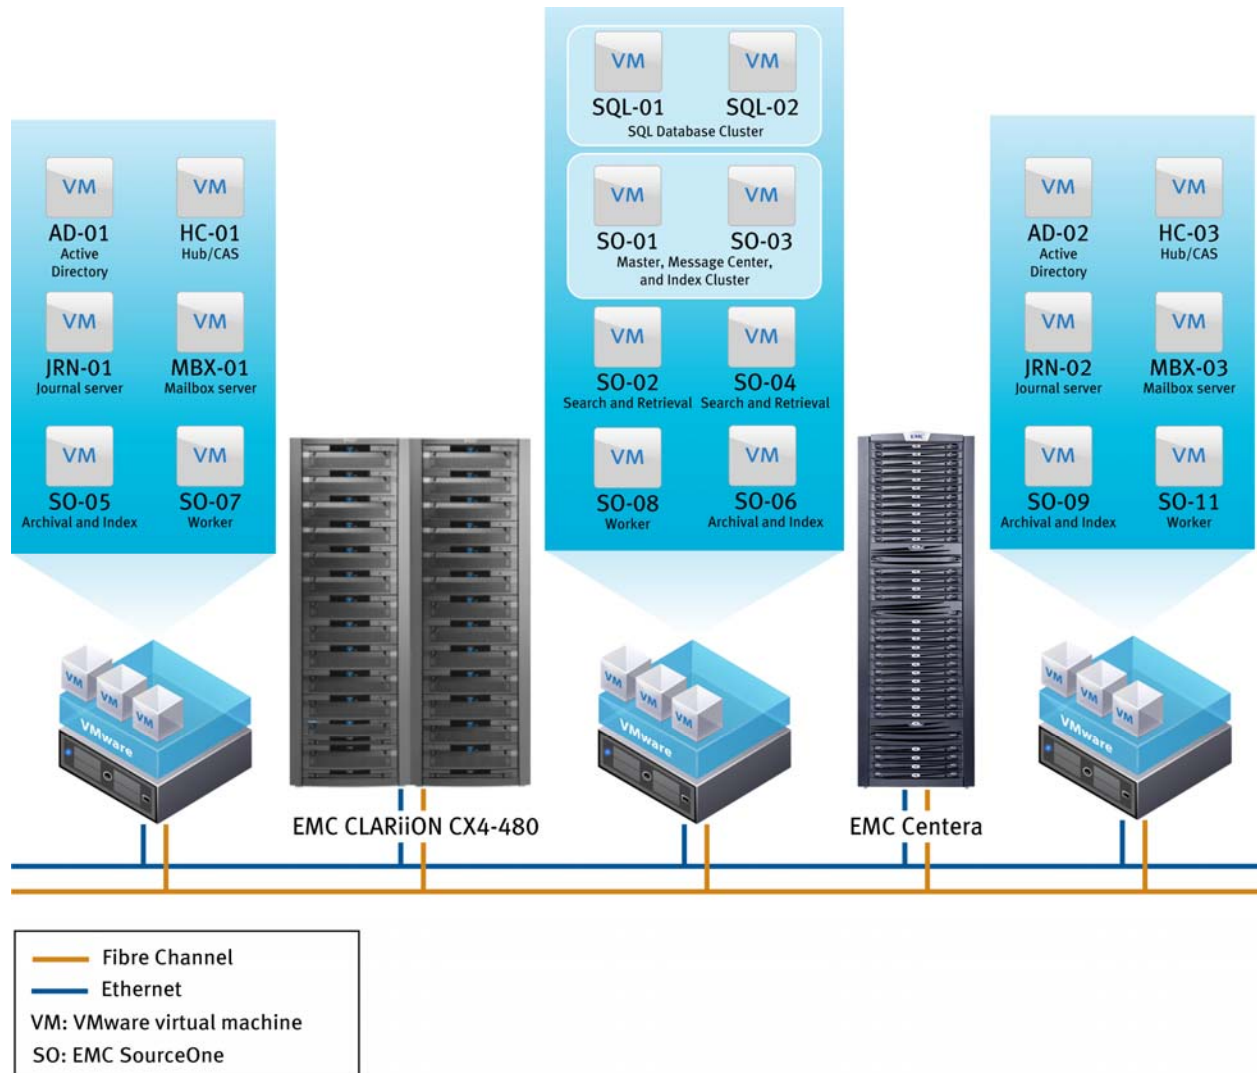 VM
VM
SQL-01
SQL-02
SQL Database Cluster
VM
VM
SO-01
SO-03
Master, Message Center,
and Index Cluster
VM
VM
SO-02
SO-04
Search and Retrieval
Search and Retrieval
VM
VM
SO-08
SO-06
Worker
Archival and Index
VM
VM
AD-01
HC-01
Active
Directory
Hub/CAS
VM
VM
JRN-01
MBX-01
Journal server
Mailbox server
VM
VM
SO-05
SO-07
Archival and Index
Worker
VM
VM
AD-02
HC-03
Active
Directory
Hub/CAS
VM
VM
JRN-02
MBX-03
Journal server
Mailbox server
VM
VM
SO-09
SO-11
Archival and Index
Worker
EMC
VM
VM
VM
VMware
VM
VM
VM
VMware
VM
VM
VM
VMware
EMC CLARiiON CX4-480
EMC Centera
Fibre Channel
Ethernet
VM: VMware virtual machine
SO: EMC SourceOne